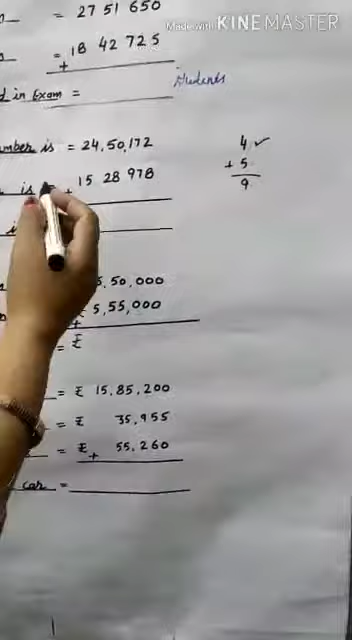 = 27 51 650
Made with KINEMASTER
= 18 42 725
+
d in Exam = Students
mber is = 24,50,172
is + 15 28 978
4 ✓
+ 5
9
5,50,000
5,55,000
+
= ₹
= ₹ 15,85,200
= ₹ 35,955
= ₹ 55,260
+
car =